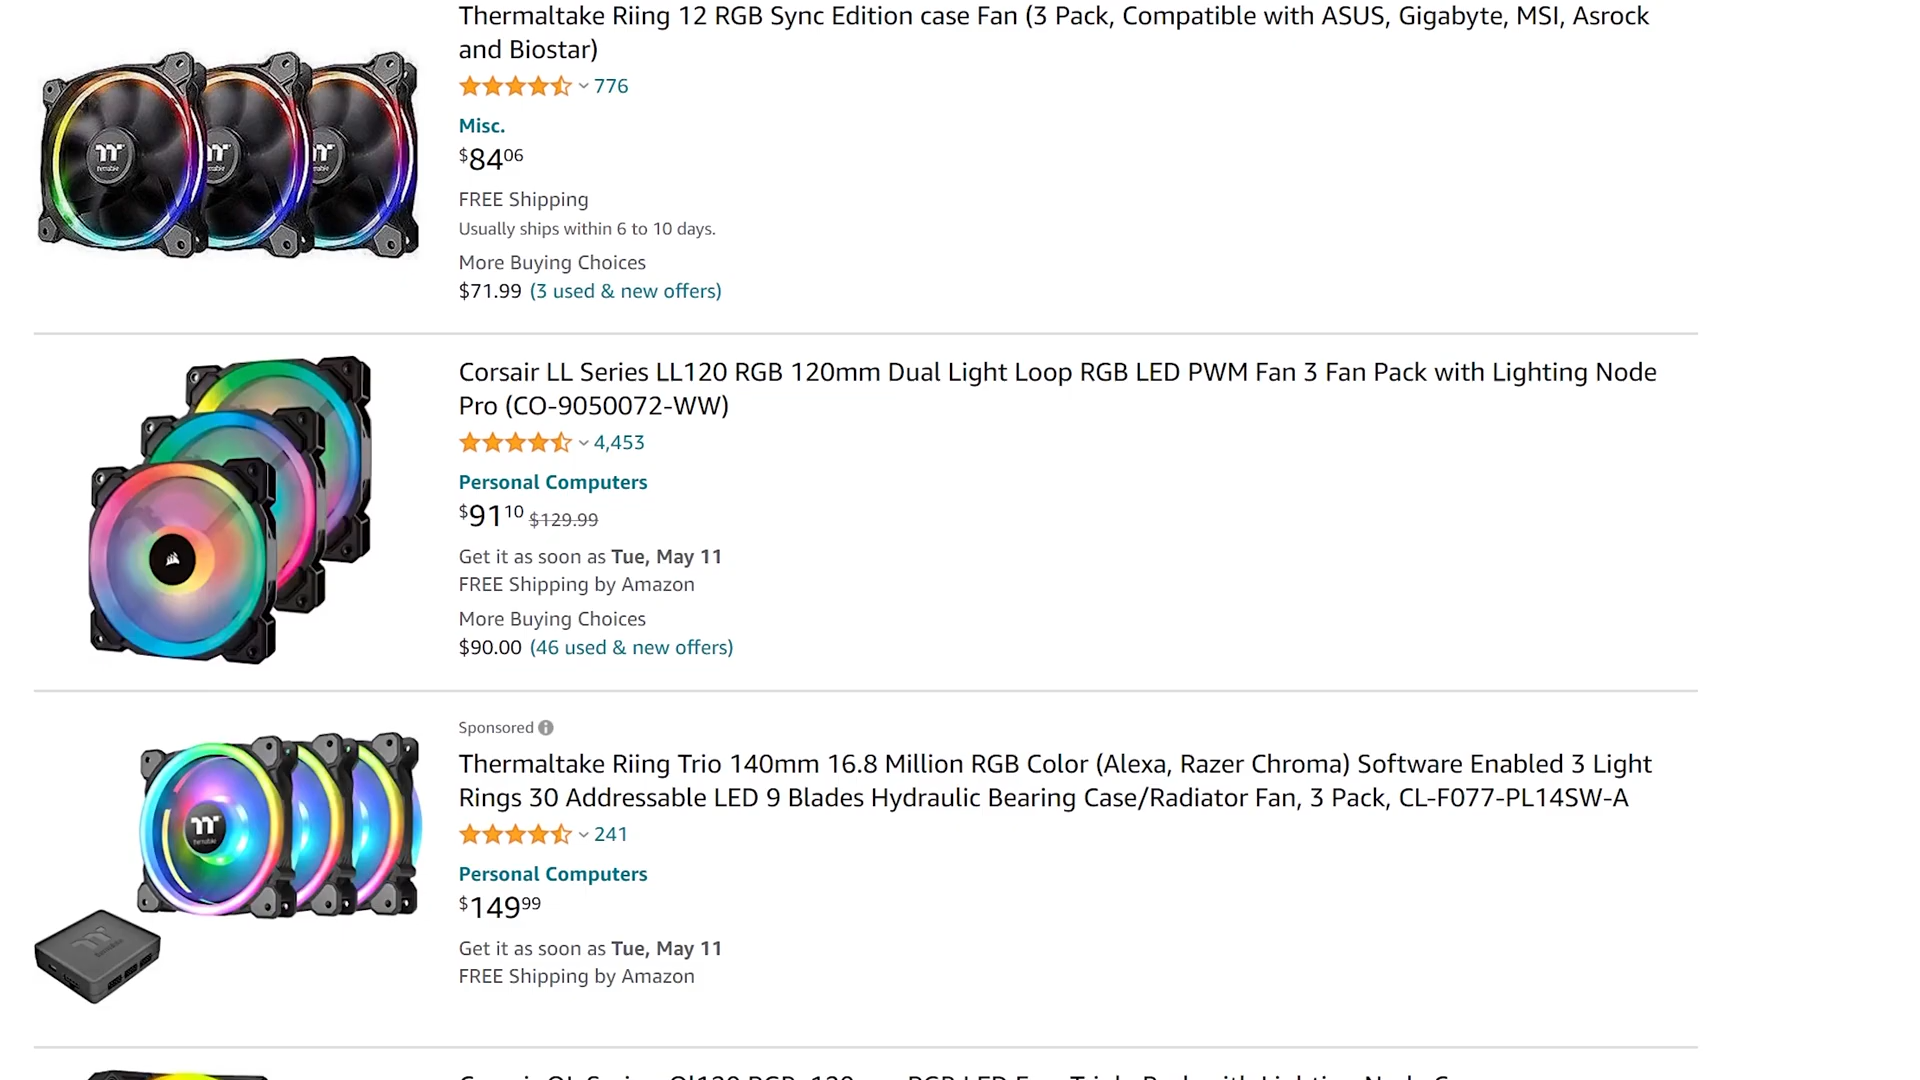 Thermaltake Riing 12 RGB Sync Edition case Fan (3 Pack, Compatible with ASUS, Gigabyte, MSI, Asrock
and Biostar)
776
Misc.
$84 06
FREE Shipping
Usually ships within 6 to 10 days.
More Buying Choices
$71.99 (3 used & new offers)
Corsair LL Series LL120 RGB 120mm Dual Light Loop RGB LED PWM Fan 3 Fan Pack with Lighting Node
Pro (CO-9050072-WW)
4,453
Personal Computers
$91 10 $129.99
Get it as soon as Tue, May 11
FREE Shipping by Amazon
More Buying Choices
$90.00 (46 used & new offers)
Sponsored
Thermaltake Riing Trio 140mm 16.8 Million RGB Color (Alexa, Razer Chroma) Software Enabled 3 Light
Rings 30 Addressable LED 9 Blades Hydraulic Bearing Case/Radiator Fan, 3 Pack, CL-F077-PL14SW-A
241
Personal Computers
$149 99
Get it as soon as Tue, May 11
FREE Shipping by Amazon